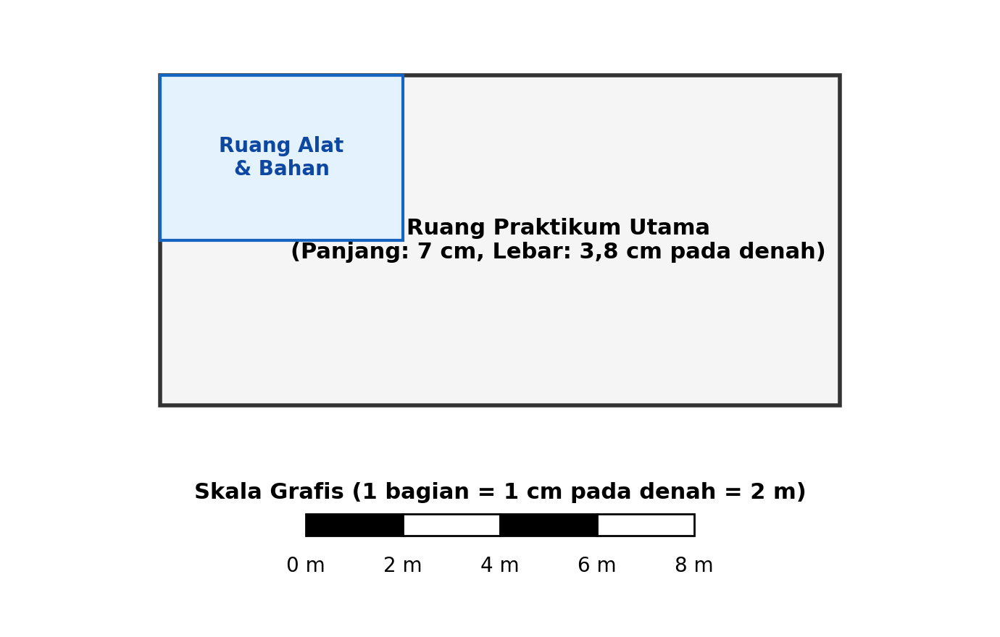 Ruang Alat
& Bahan
Ruang Praktikum Utama
(Panjang: 7 cm, Lebar: 3,8 cm pada denah)
Skala Grafis (1 bagian = 1 cm pada denah = 2 m)
0 m 2 m 4 m 6 m 8 m